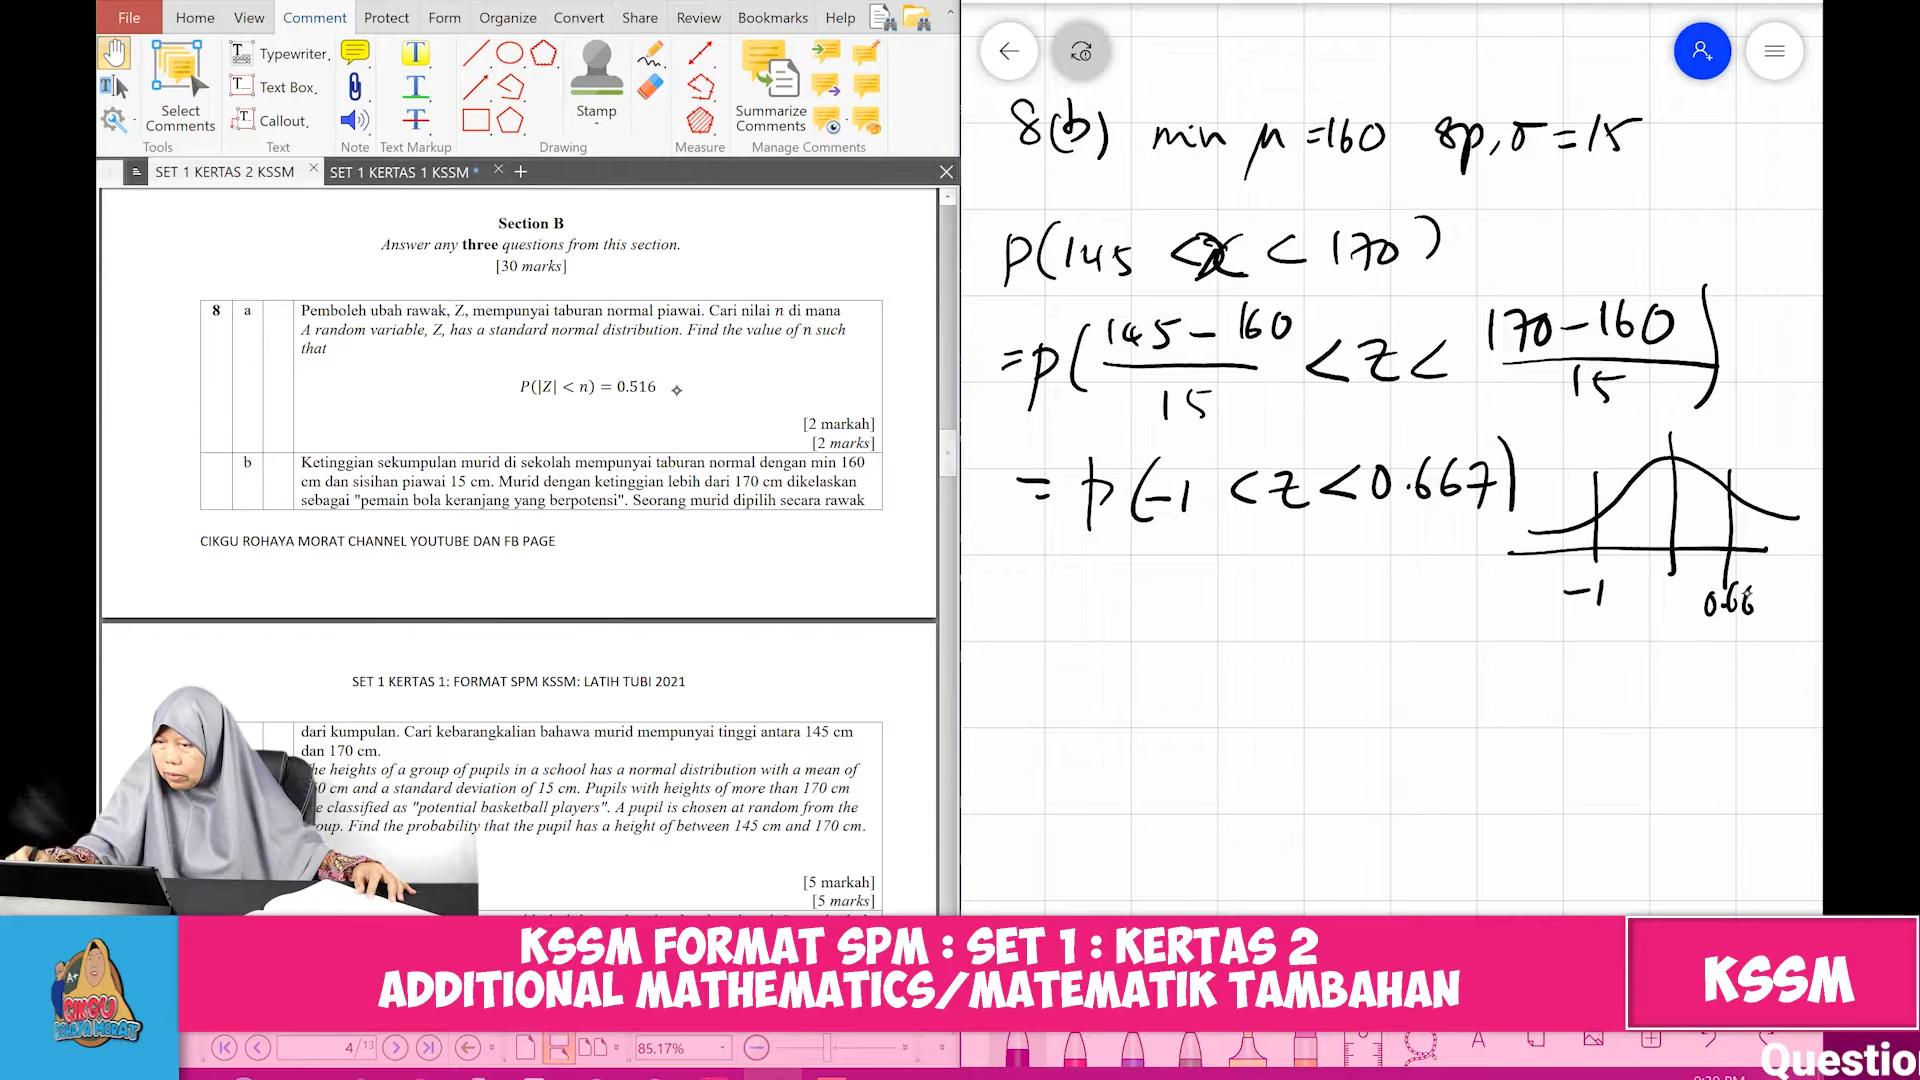 File Home View Comment Protect Form Organize Convert Share Review Bookmarks Help
Typewriter
Text Box
Callout
Select Comments
Stamp
Summarize Comments
Tools Text Note Text Markup Drawing Measure Manage Comments
SET 1 KERTAS 2 KSSM SET 1 KERTAS 1 KSSM *
Section B
Answer any three questions from this section.
[30 marks]
8 a Pemboleh ubah rawak, Z, mempunyai taburan normal piawai. Cari nilai n di mana
A random variable, Z, has a standard normal distribution. Find the value of n such
that
P(|Z| < n) = 0.516
[2 markah]
[2 marks]
b Ketinggian sekumpulan murid di sekolah mempunyai taburan normal dengan min 160
cm dan sisihan piawai 15 cm. Murid dengan ketinggian lebih dari 170 cm dikelaskan
sebagai "pemain bola keranjang yang berpotensi". Seorang murid dipilih secara rawak
CIKGU ROHAYA MORAT CHANNEL YOUTUBE DAN FB PAGE
SET 1 KERTAS 1: FORMAT SPM KSSM: LATIH TUBI 2021
dari kumpulan. Cari kebarangkalian bahawa murid mempunyai tinggi antara 145 cm
dan 170 cm.
he heights of a group of pupils in a school has a normal distribution with a mean of
0 cm and a standard deviation of 15 cm. Pupils with heights of more than 170 cm
e classified as "potential basketball players". A pupil is chosen at random from the
oup. Find the probability that the pupil has a height of between 145 cm and 170 cm.
[5 markah]
[5 marks]
8(b) min μ = 160 sp, σ = 15
P(145 < x < 170)
= P( 145 - 160 / 15 < Z < 170 - 160 / 15 )
= P(-1 < Z < 0.667)
-1 0.66
KSSM FORMAT SPM : SET 1 : KERTAS 2
ADDITIONAL MATHEMATICS/MATEMATIK TAMBAHAN
KSSM
A+
CIKGU
ROHAYA MORAT
4 /13 85.17%
Questio